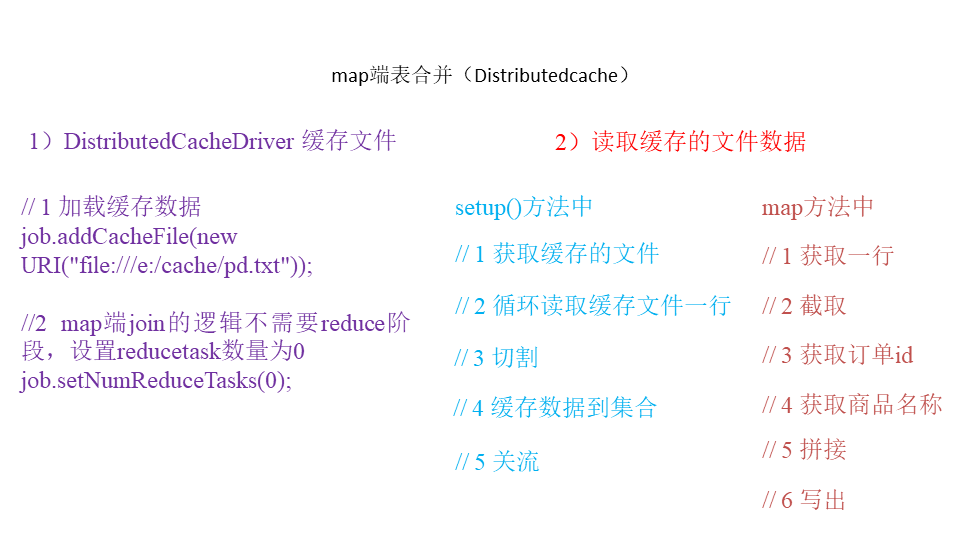 map端表合并（Distributedcache）
1）DistributedCacheDriver 缓存文件
// 1 加载缓存数据
job.addCacheFile(new
URI("file:///e:/cache/pd.txt"));
//2 map端join的逻辑不需要reduce阶
段，设置reducetask数量为0
job.setNumReduceTasks(0);
2）读取缓存的文件数据
setup()方法中
// 1 获取缓存的文件
// 2 循环读取缓存文件一行
// 3 切割
// 4 缓存数据到集合
// 5 关流
map方法中
// 1 获取一行
// 2 截取
// 3 获取订单id
// 4 获取商品名称
// 5 拼接
// 6 写出